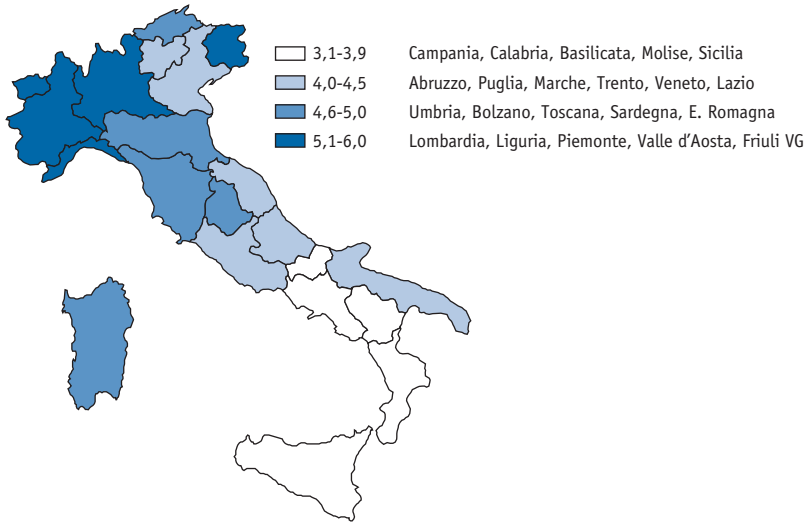 3,1-3,9 Campania, Calabria, Basilicata, Molise, Sicilia
4,0-4,5 Abruzzo, Puglia, Marche, Trento, Veneto, Lazio
4,6-5,0 Umbria, Bolzano, Toscana, Sardegna, E. Romagna
5,1-6,0 Lombardia, Liguria, Piemonte, Valle d'Aosta, Friuli VG